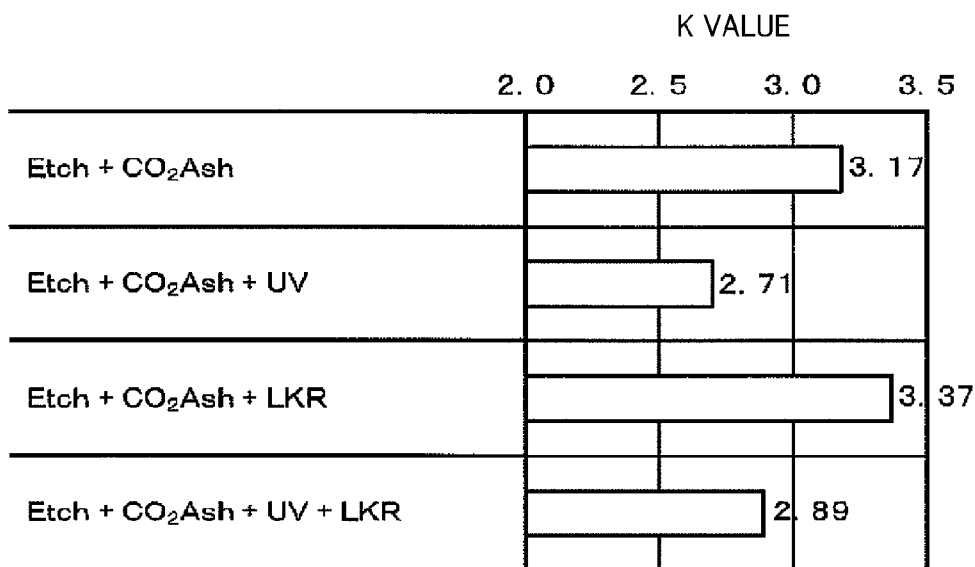 K VALUE
2. 0 2. 5 3. 0 3. 5
Etch + CO₂Ash 3. 17
Etch + CO₂Ash + UV 2. 71
Etch + CO₂Ash + LKR 3. 37
Etch + CO₂Ash + UV + LKR 2. 89